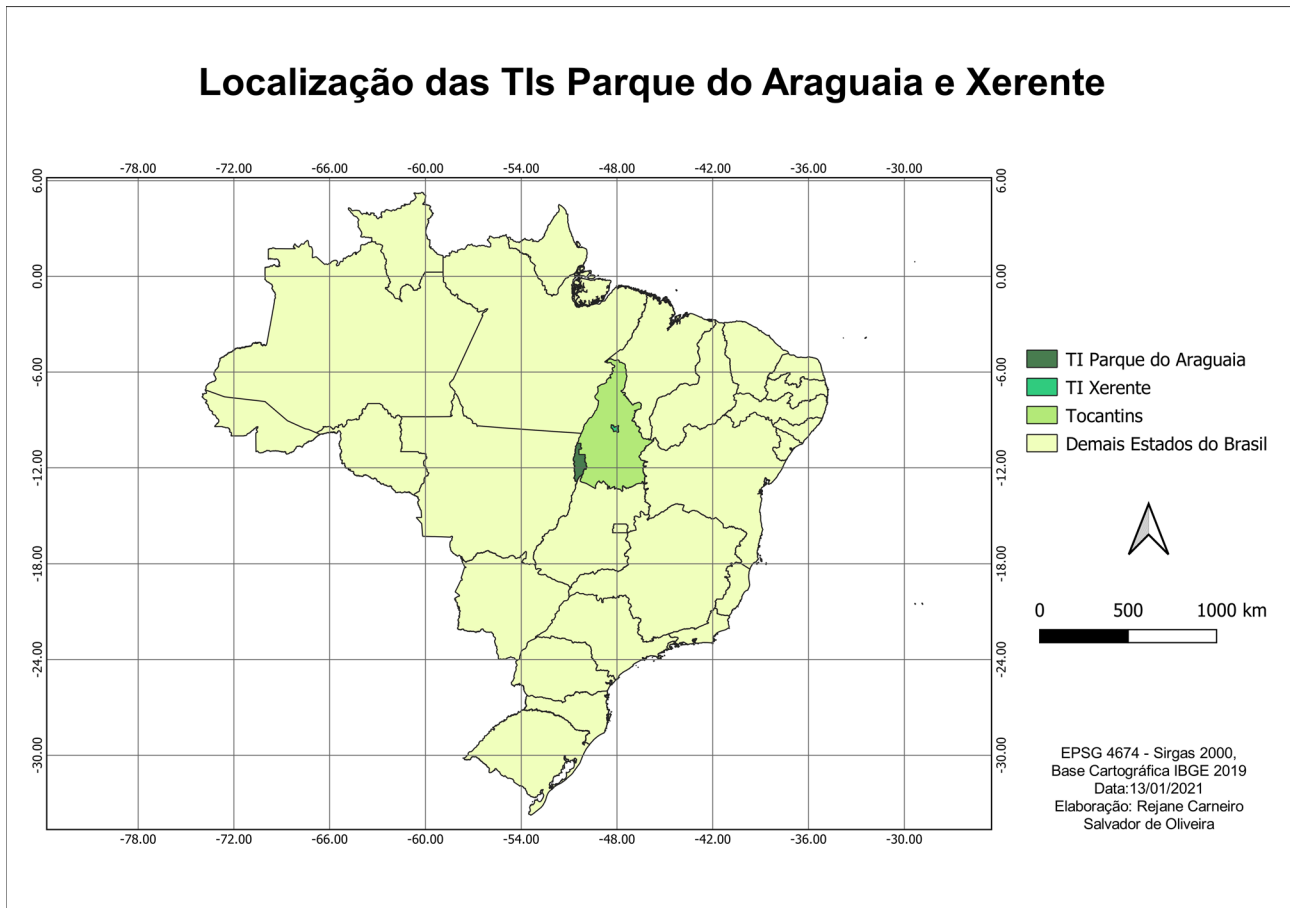 Localização das TIs Parque do Araguaia e Xerente
-78.00 -72.00 -66.00 -60.00 -54.00 -48.00 -42.00 -36.00 -30.00
6.00
0.00
-6.00
-12.00
-18.00
-24.00
-30.00
6.00
0.00
-6.00
-12.00
-18.00
-24.00
-30.00
-78.00 -72.00 -66.00 -60.00 -54.00 -48.00 -42.00 -36.00 -30.00
TI Parque do Araguaia
TI Xerente
Tocantins
Demais Estados do Brasil
0 500 1000 km
EPSG 4674 - Sirgas 2000,
Base Cartográfica IBGE 2019
Data:13/01/2021
Elaboração: Rejane Carneiro
Salvador de Oliveira